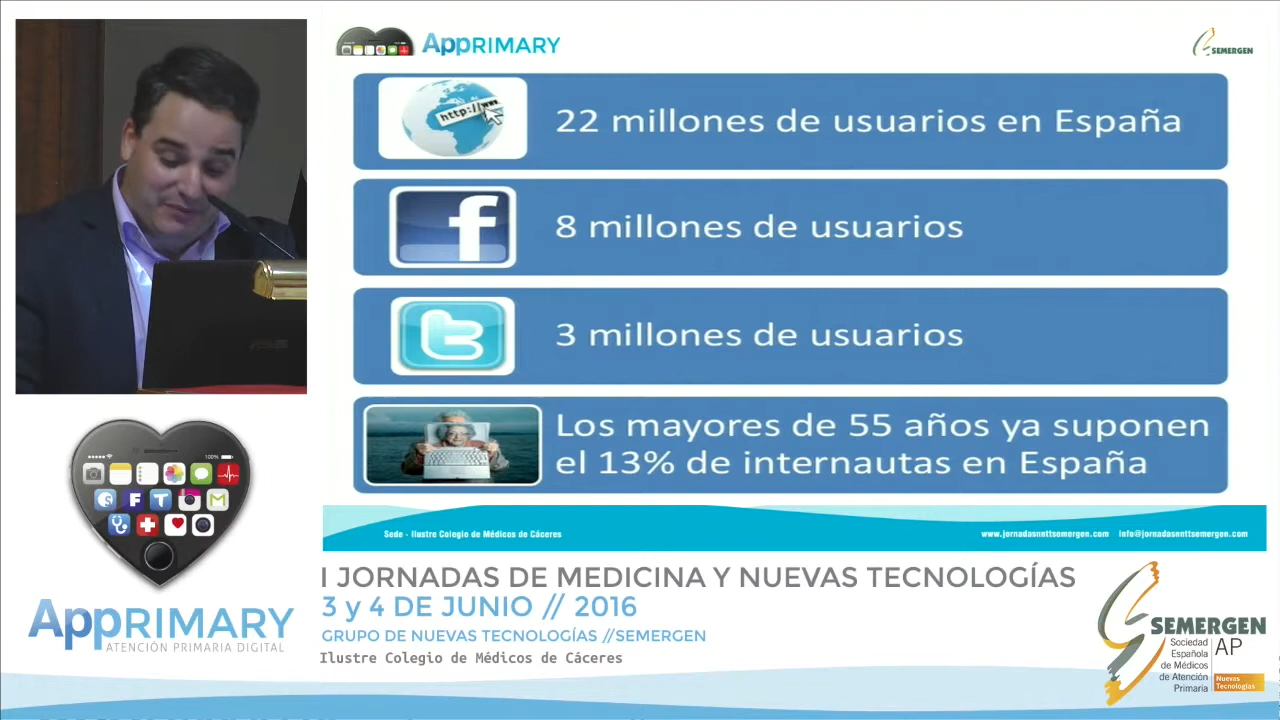 AppRIMARY
SEMERGEN
http://www.
22 millones de usuarios en España
f
8 millones de usuarios
t
3 millones de usuarios
Los mayores de 55 años ya suponen
el 13% de internautas en España
Sede - Ilustre Colegio de Médicos de Cáceres
www.jornadasnnttsemergen.com info@jornadasnnttsemergen.com
100%
F T M
AppRIMARY
ATENCIÓN PRIMARIA DIGITAL
I JORNADAS DE MEDICINA Y NUEVAS TECNOLOGÍAS
3 y 4 DE JUNIO // 2016
GRUPO DE NUEVAS TECNOLOGÍAS //SEMERGEN
Ilustre Colegio de Médicos de Cáceres
SEMERGEN
Sociedad
Española
de Médicos
de Atención
Primaria
AP
Nuevas
Tecnologías